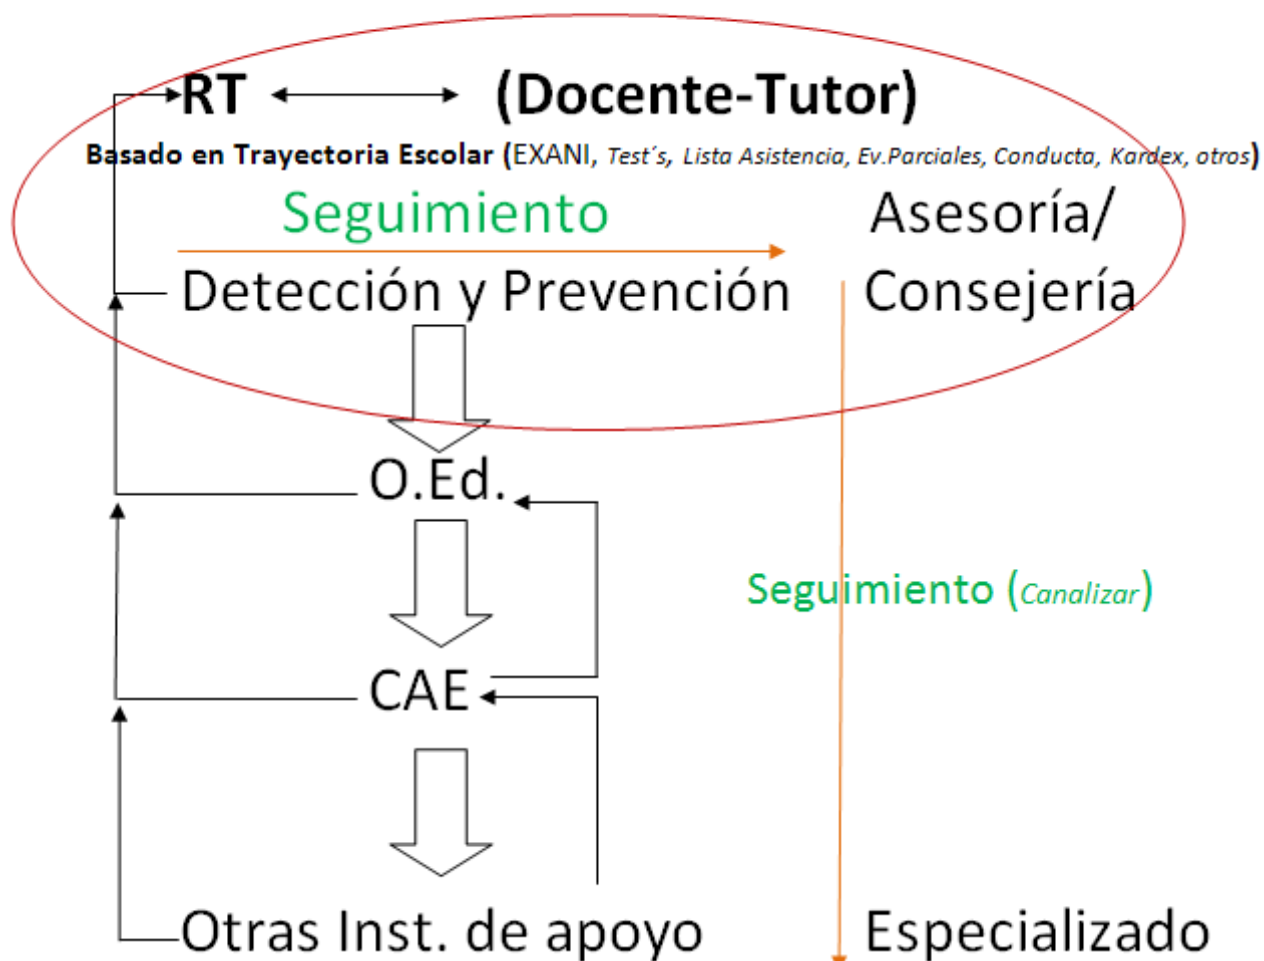 RT (Docente-Tutor)
Basado en Trayectoria Escolar (EXANI, Test´s, Lista Asistencia, Ev.Parciales, Conducta, Kardex, otros)
Seguimiento Asesoría/
Detección y Prevención Consejería
O.Ed.
Seguimiento (Canalizar)
CAE
Otras Inst. de apoyo Especializado